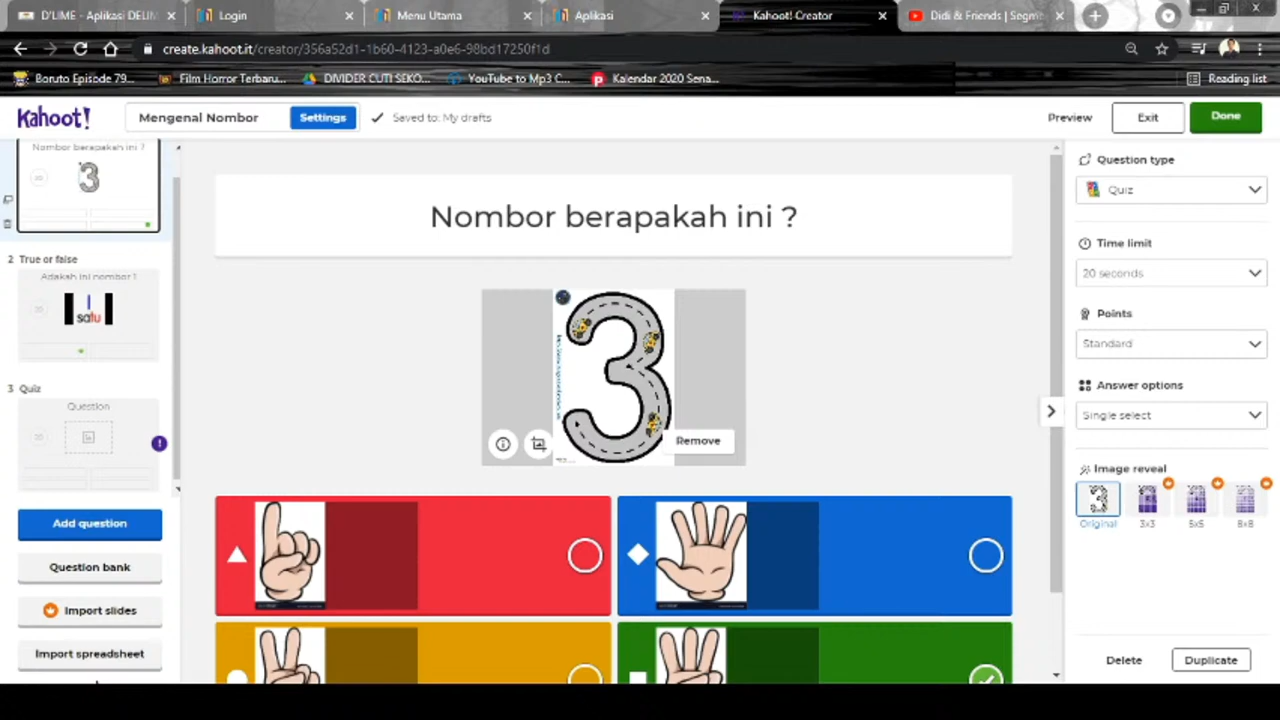 D'LIME - Aplikasi DELIM
Login
Menu Utama
Aplikasi
Kahoot! Creator
Didi & Friends | Segm
create.kahoot.it/creator/356a52d1-1b60-4123-a0e6-98bd17250f1d
Boruto Episode 79...
Film Horror Terbaru...
DIVIDER CUTI SEKO...
YouTube to Mp3 C...
Kalendar 2020 Sena...
Reading list
Kahoot!
Mengenal Nombor
Settings
Saved to: My drafts
Preview
Exit
Done
Nombor berapakah ini ?
3
2 True or false
Adakah ini nombor 1
satu
3 Quiz
Question
Add question
Question bank
Import slides
Import spreadsheet
Nombor berapakah ini ?
3
Remove
Question type
Quiz
Time limit
20 seconds
Points
Standard
Answer options
Single select
Image reveal
3
Original
3x3
5x5
8x8
Delete
Duplicate